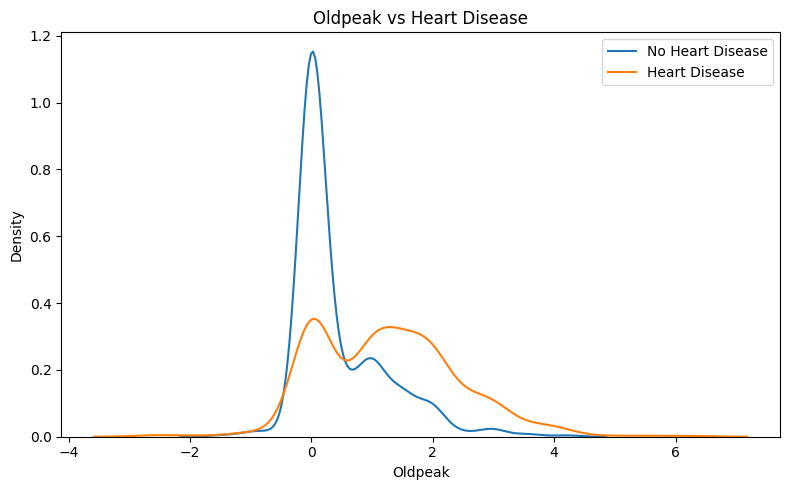 Oldpeak vs Heart Disease
No Heart Disease
Heart Disease
Density
1.2
1.0
0.8
0.6
0.4
0.2
0.0
−4 −2 0 2 4 6
Oldpeak